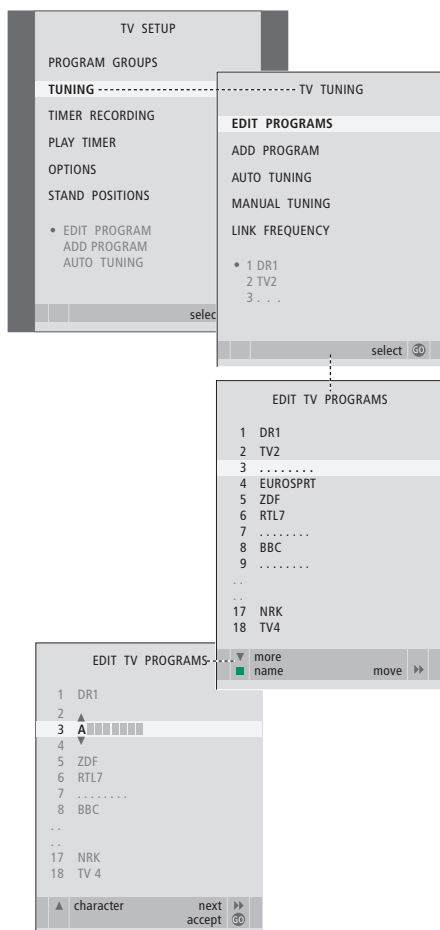 TV SETUP
PROGRAM GROUPS
TUNING
TIMER RECORDING
PLAY TIMER
OPTIONS
STAND POSITIONS
• EDIT PROGRAM
ADD PROGRAM
AUTO TUNING
selec
TV TUNING
EDIT PROGRAMS
ADD PROGRAM
AUTO TUNING
MANUAL TUNING
LINK FREQUENCY
• 1 DR1
2 TV2
3 . . .
select GO
EDIT TV PROGRAMS
1 DR1
2 TV2
3 . . . . . . . .
4 EUROSPRT
5 ZDF
6 RTL7
7 . . . . . . . .
8 BBC
9 . . . . . . . .
. .
. .
17 NRK
18 TV4
▼ more
name move ▶▶
EDIT TV PROGRAMS
1 DR1
2
3 A
4
5 ZDF
6 RTL7
7 . . . . . . . .
8 BBC
. .
. .
17 NRK
18 TV 4
▲ character next ▶▶
accept GO